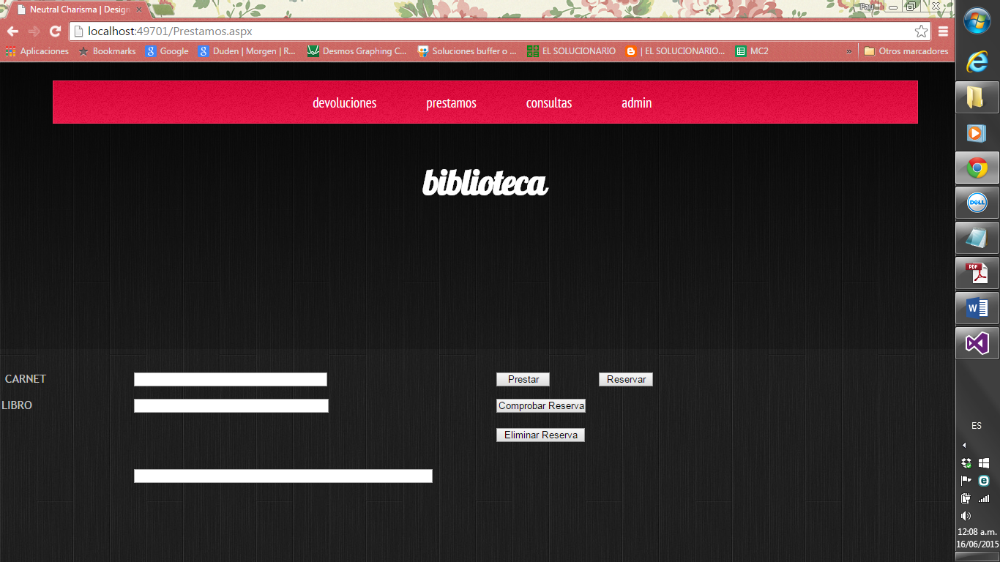 Neutral Charisma | Design
Pau
localhost:49701/Prestamos.aspx
Aplicaciones Bookmarks Google Duden | Morgen | R... Desmos Graphing C... Soluciones buffer o ... EL SOLUCIONARIO | EL SOLUCIONARIO... MC2 » Otros marcadores
devoluciones prestamos consultas admin
biblioteca
CARNET Prestar Reservar
LIBRO Comprobar Reserva
Eliminar Reserva
DELL
PDF
W
ES
12:08 a.m.
16/06/2015